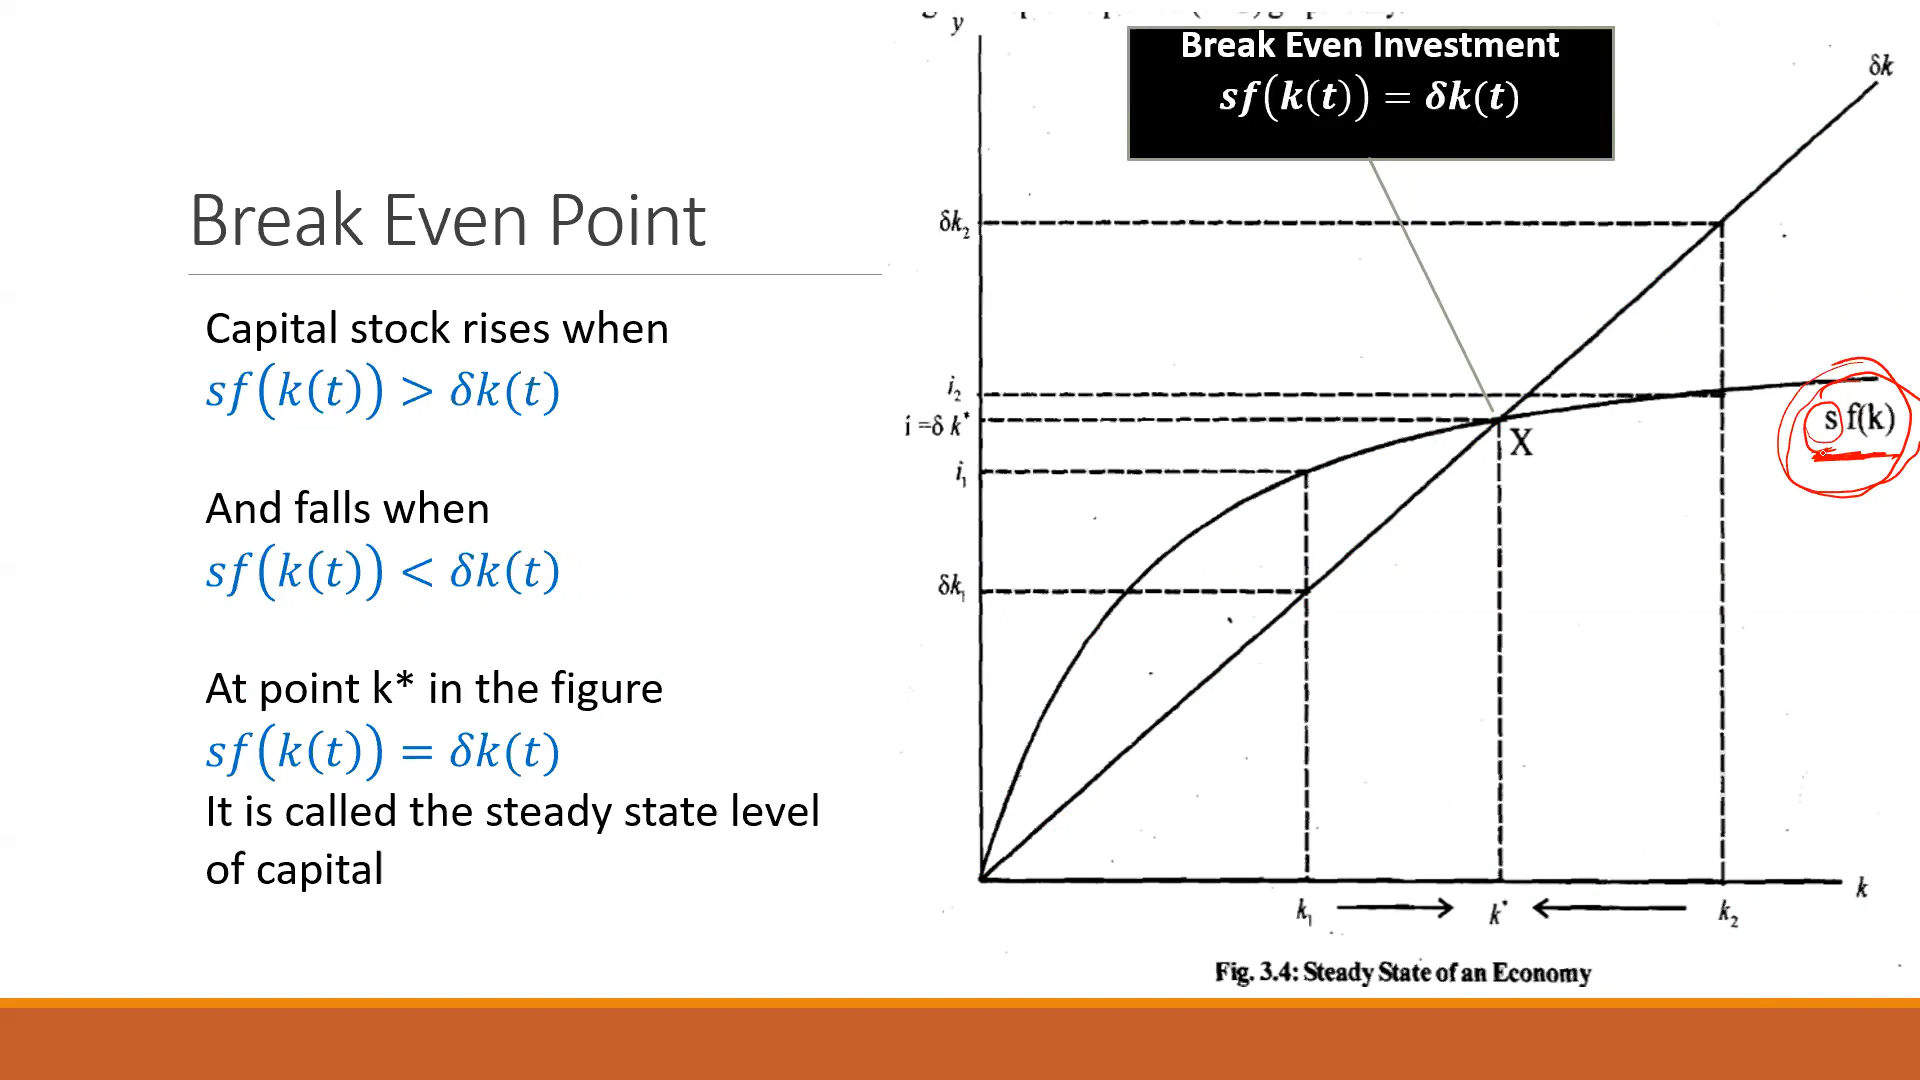 Break Even Point
Capital stock rises when
sf(k(t)) > δk(t)
And falls when
sf(k(t)) < δk(t)
At point k* in the figure
sf(k(t)) = δk(t)
It is called the steady state level
of capital
y
Break Even Investment
sf(k(t)) = δk(t)
δk
δk₂
i₂
i =δ k*
s f(k)
X
i₁
δk₁
k
k₁
k*
k₂
Fig. 3.4: Steady State of an Economy